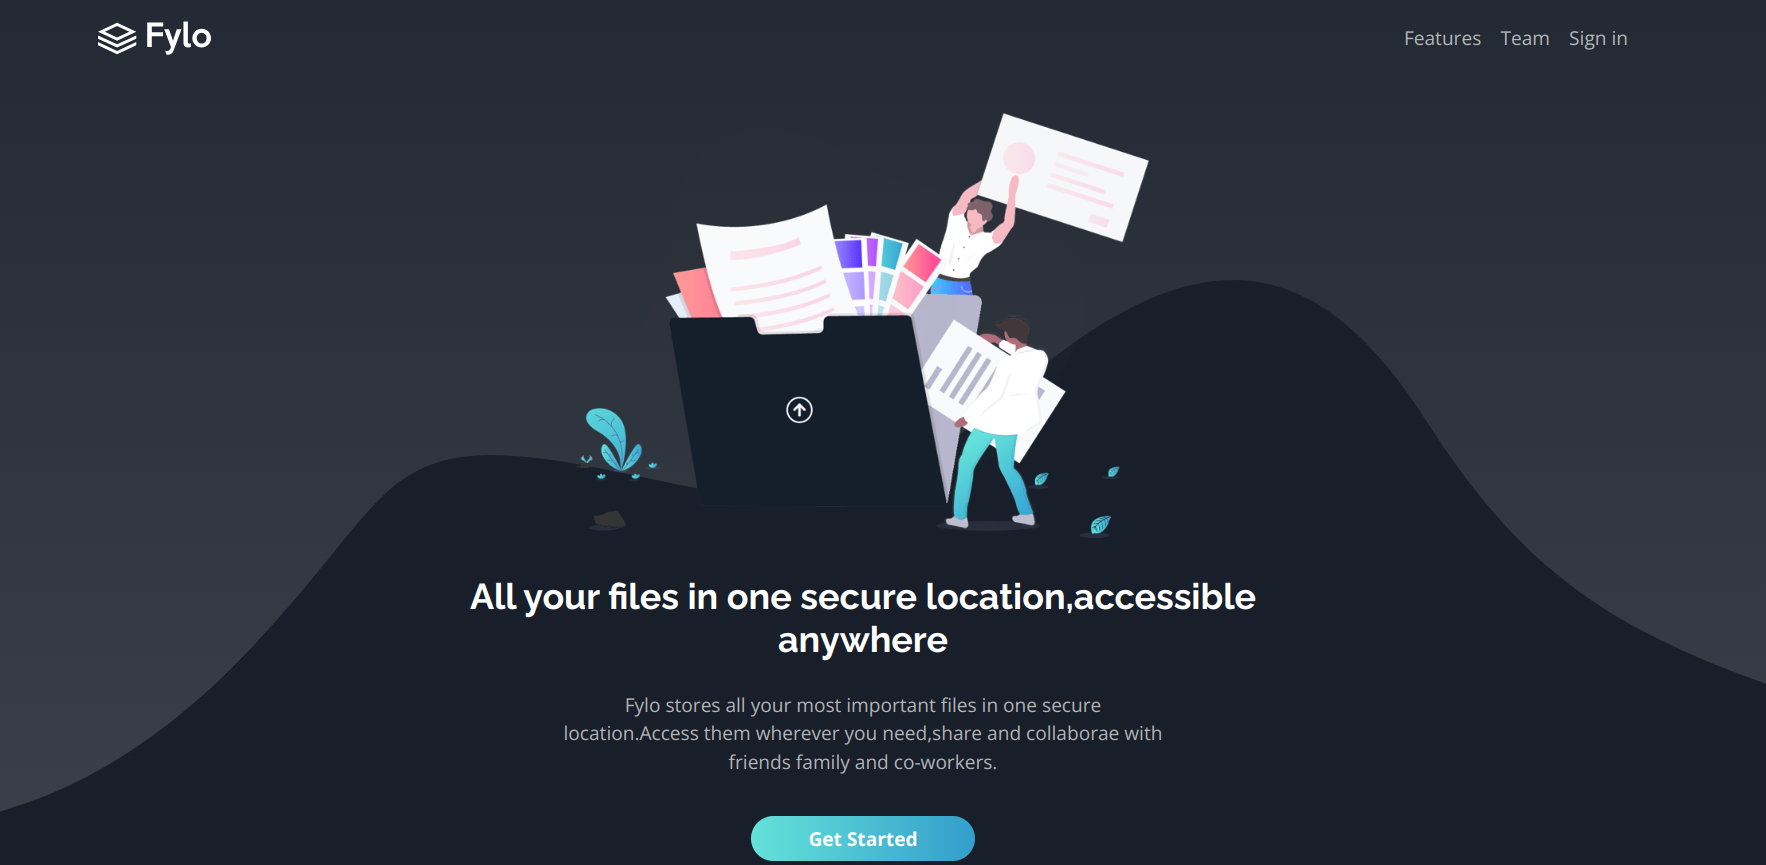 Fylo
Features Team Sign in
All your files in one secure location,accessible
anywhere
Fylo stores all your most important files in one secure
location.Access them wherever you need,share and collaborae with
friends family and co-workers.
Get Started